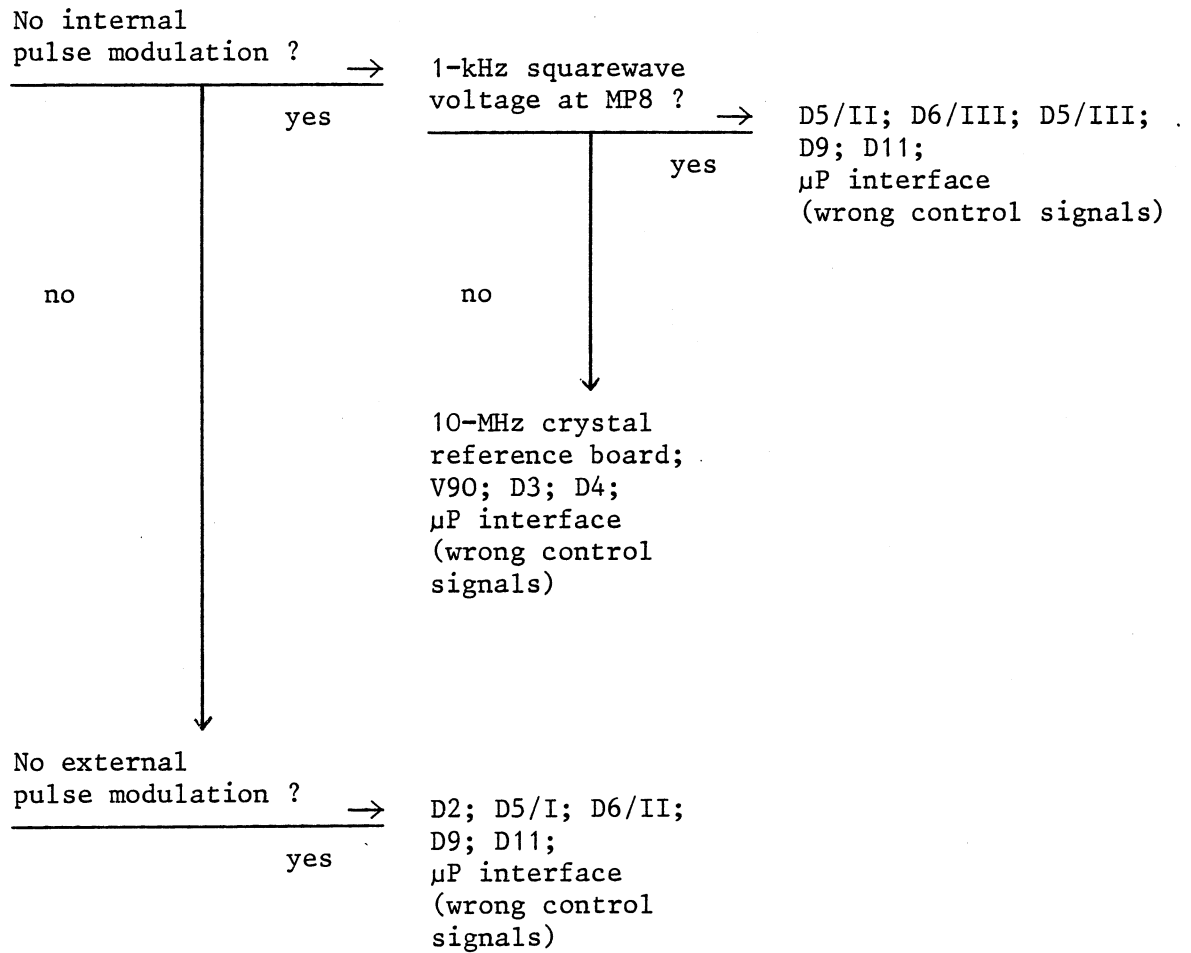 No internal
pulse modulation ?
yes
1-kHz squarewave
voltage at MP8 ?
yes
D5/II; D6/III; D5/III;
D9; D11;
µP interface
(wrong control signals)
no
no
10-MHz crystal
reference board;
V90; D3; D4;
µP interface
(wrong control
signals)
No external
pulse modulation ?
yes
D2; D5/I; D6/II;
D9; D11;
µP interface
(wrong control
signals)